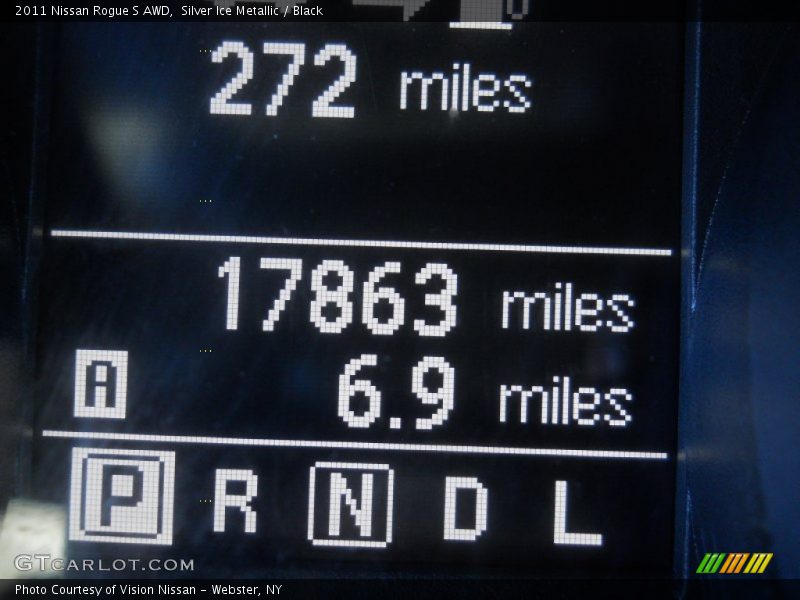 2011 Nissan Rogue S AWD, Silver Ice Metallic / Black
272 miles
17863 miles
A 6.9 miles
P R N D L
GTCARLOT.COM
Photo Courtesy of Vision Nissan - Webster, NY